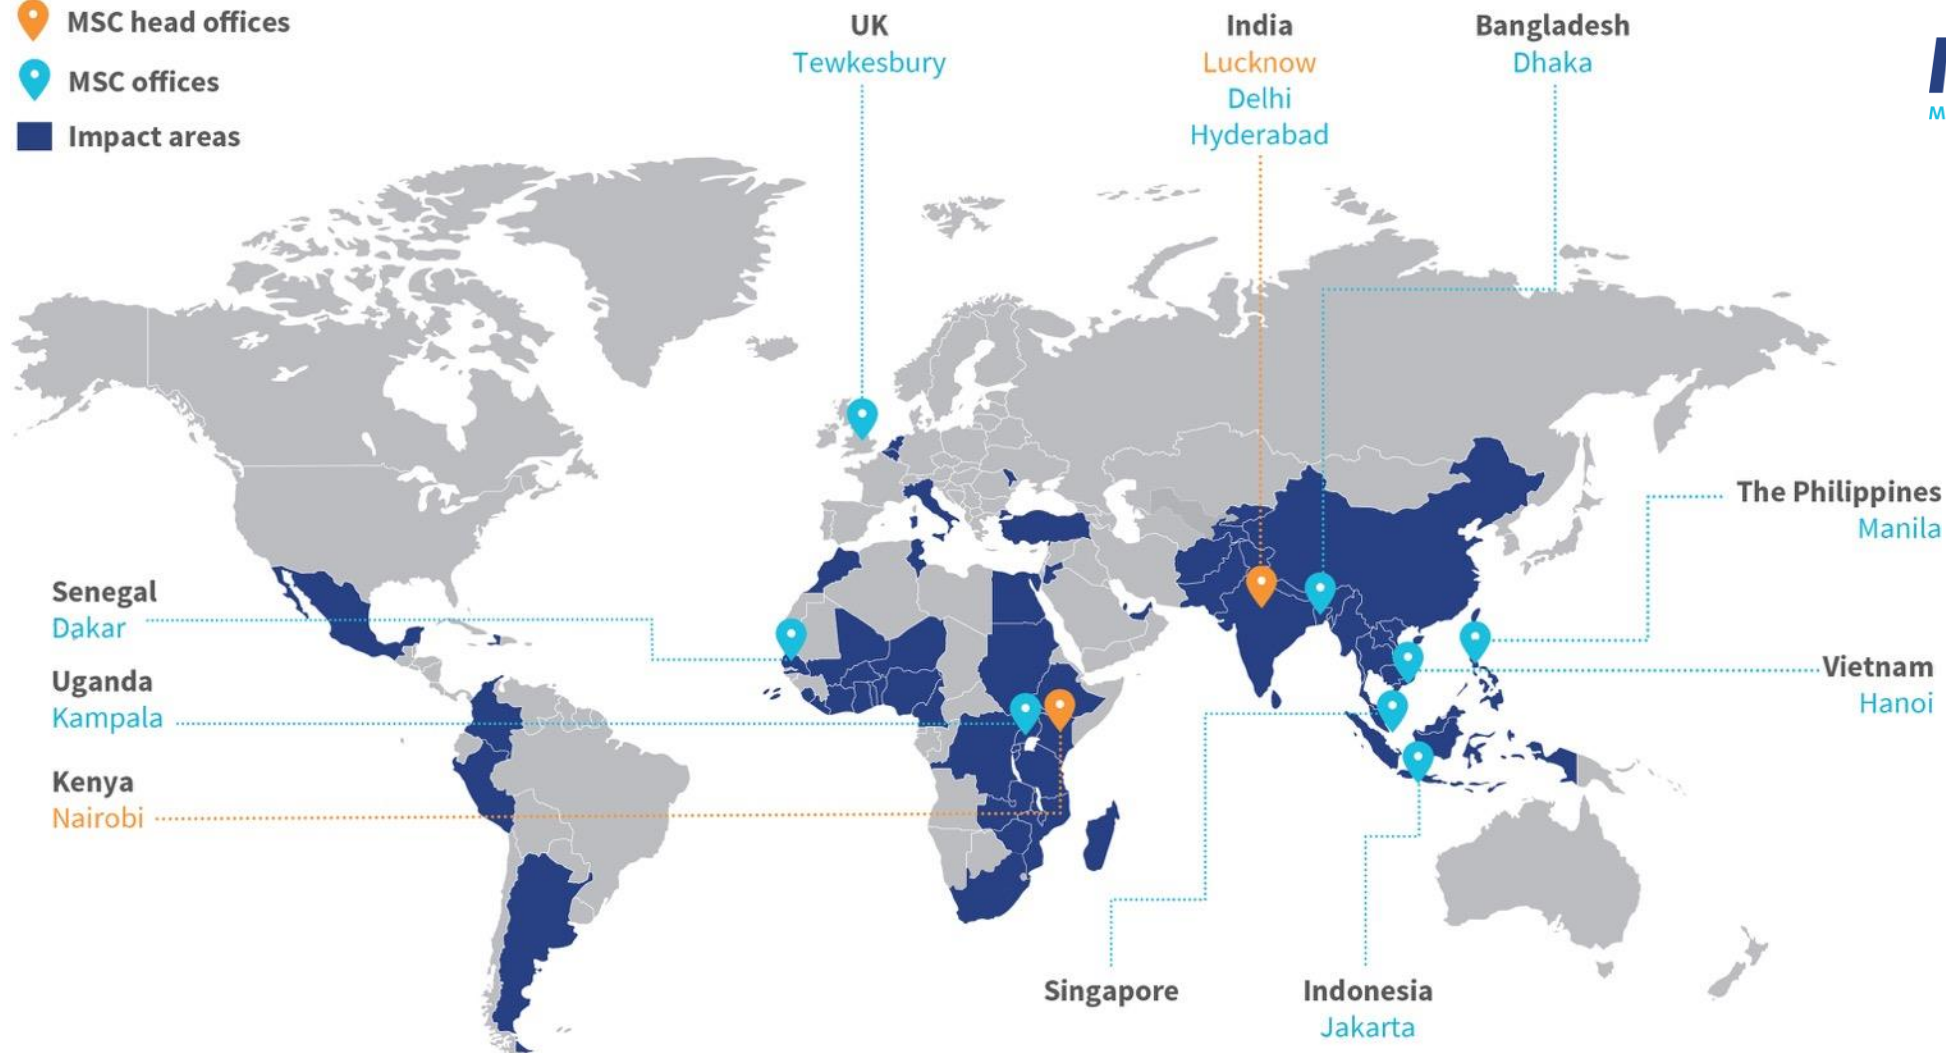 MSC head offices
MSC offices
Impact areas
UK
Tewkesbury
India
Lucknow
Delhi
Hyderabad
Bangladesh
Dhaka
M
The Philippines
Manila
Senegal
Dakar
Uganda
Kampala
Vietnam
Hanoi
Kenya
Nairobi
Singapore
Indonesia
Jakarta